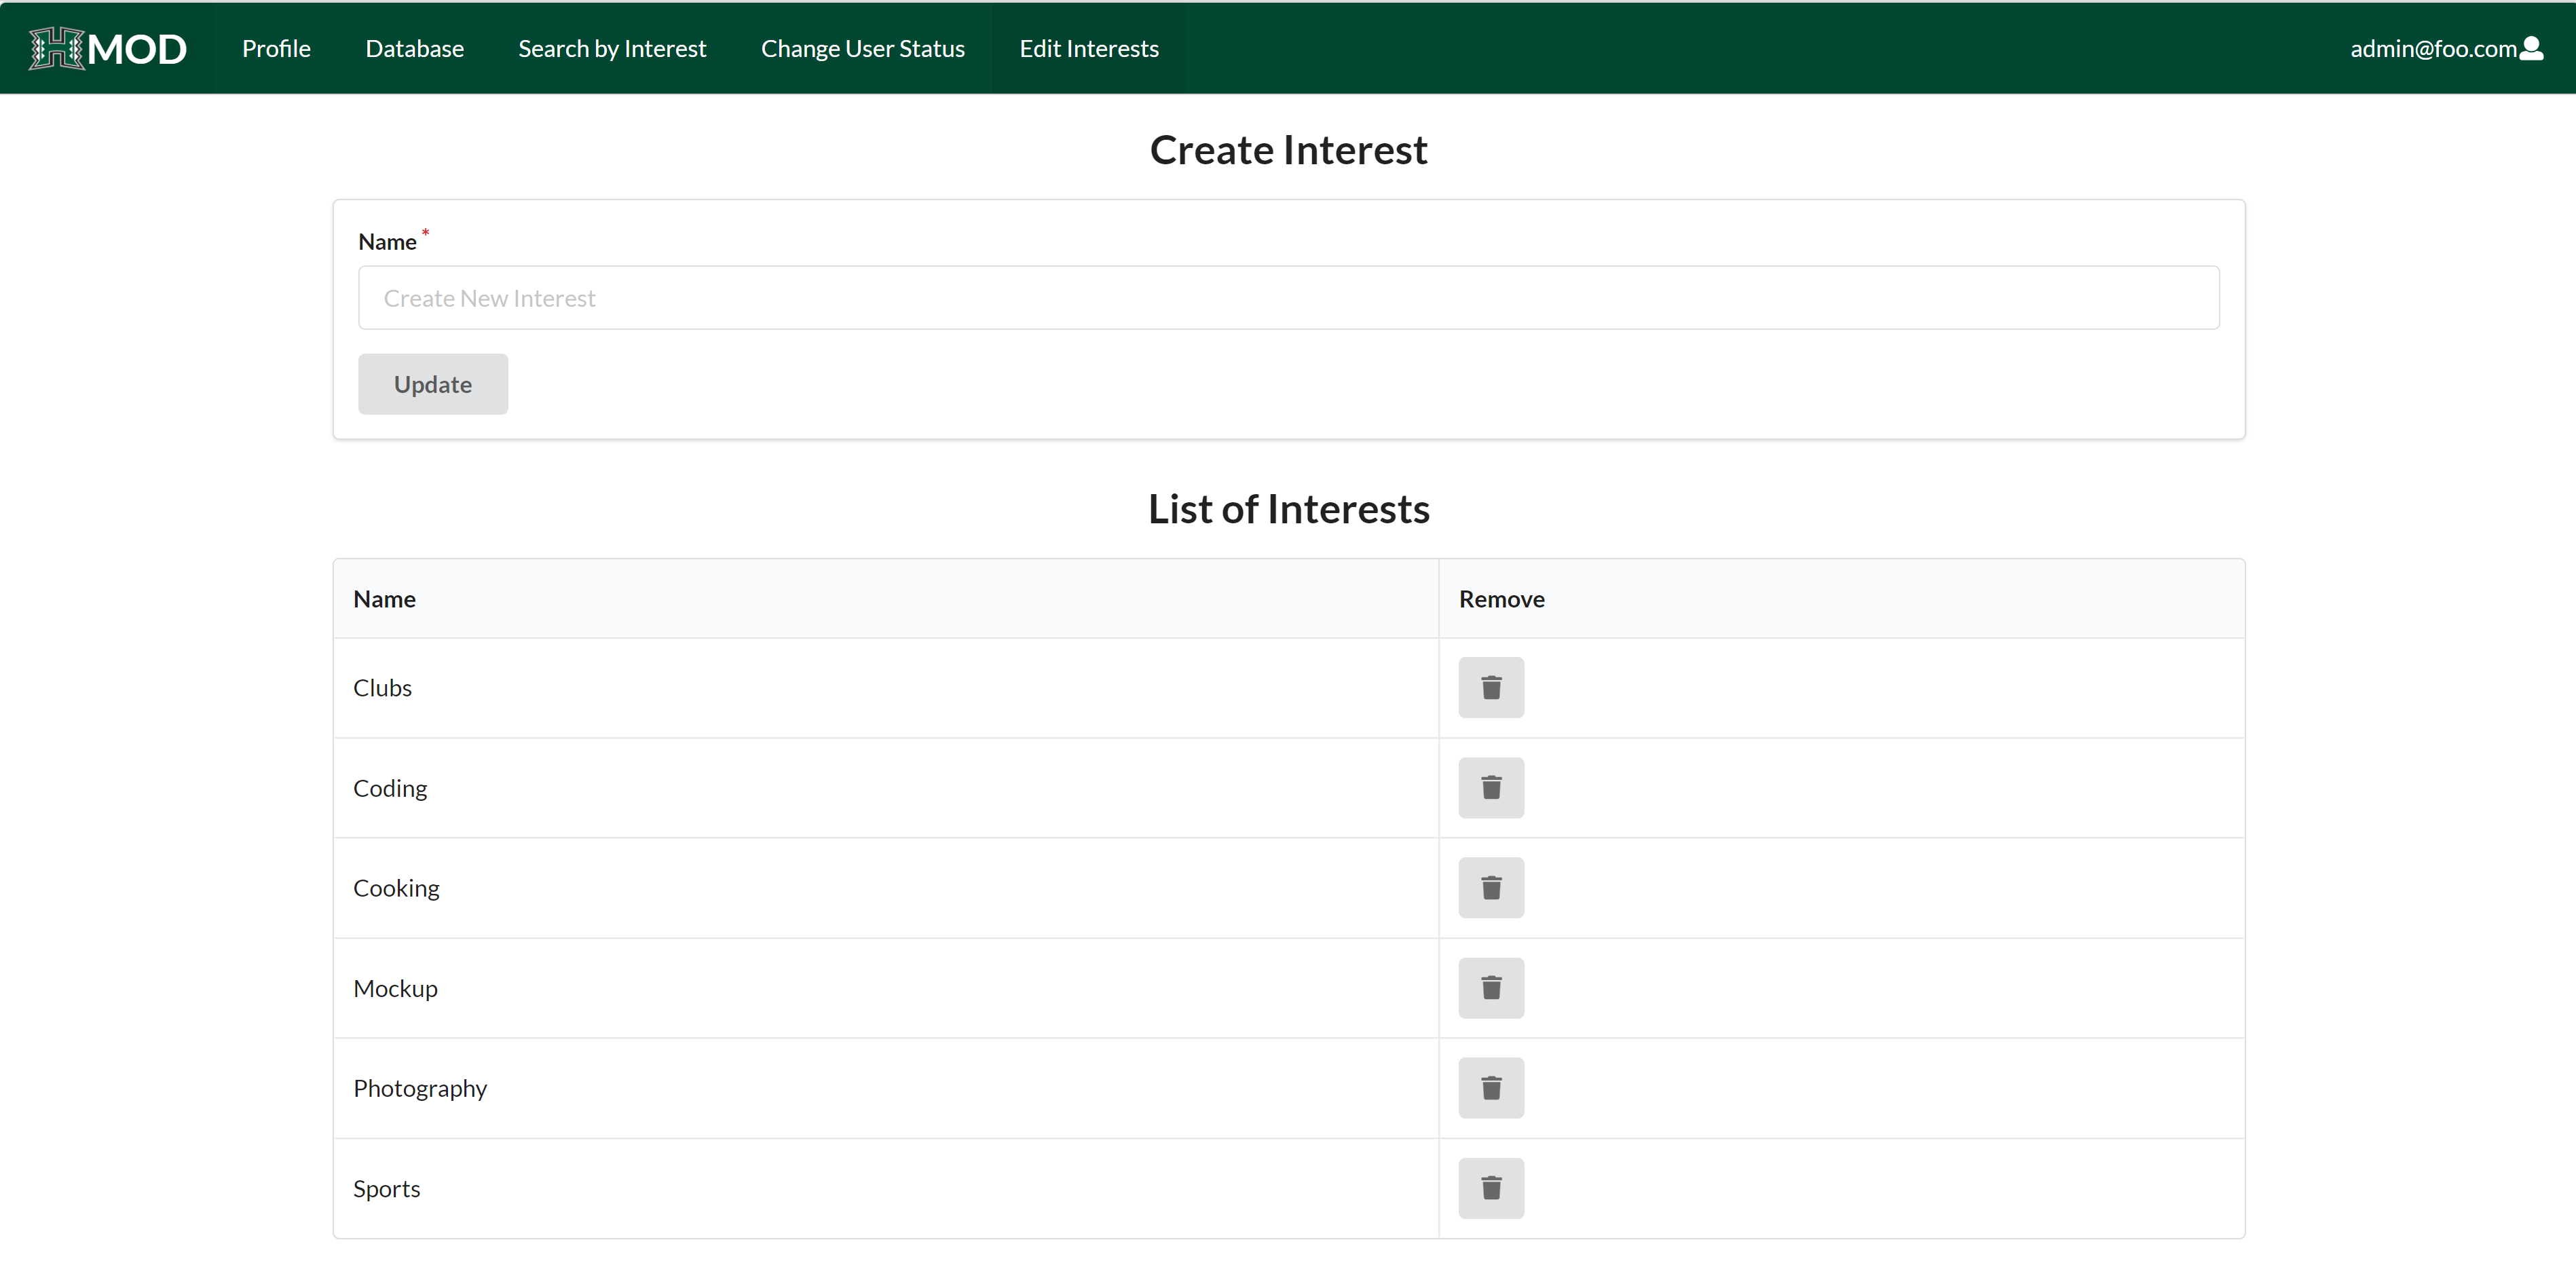 HMOD Profile Database Search by Interest Change User Status Edit Interests admin@foo.com
Create Interest
Name *
Create New Interest
Update
List of Interests
Name Remove
Clubs
Coding
Cooking
Mockup
Photography
Sports